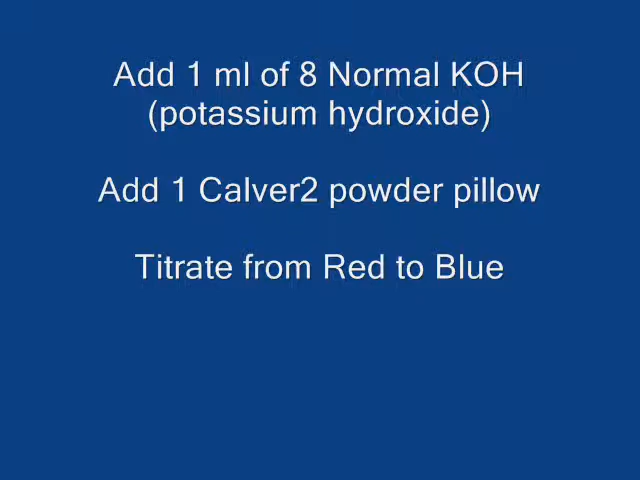 Add 1 ml of 8 Normal KOH
(potassium hydroxide)
Add 1 Calver2 powder pillow
Titrate from Red to Blue